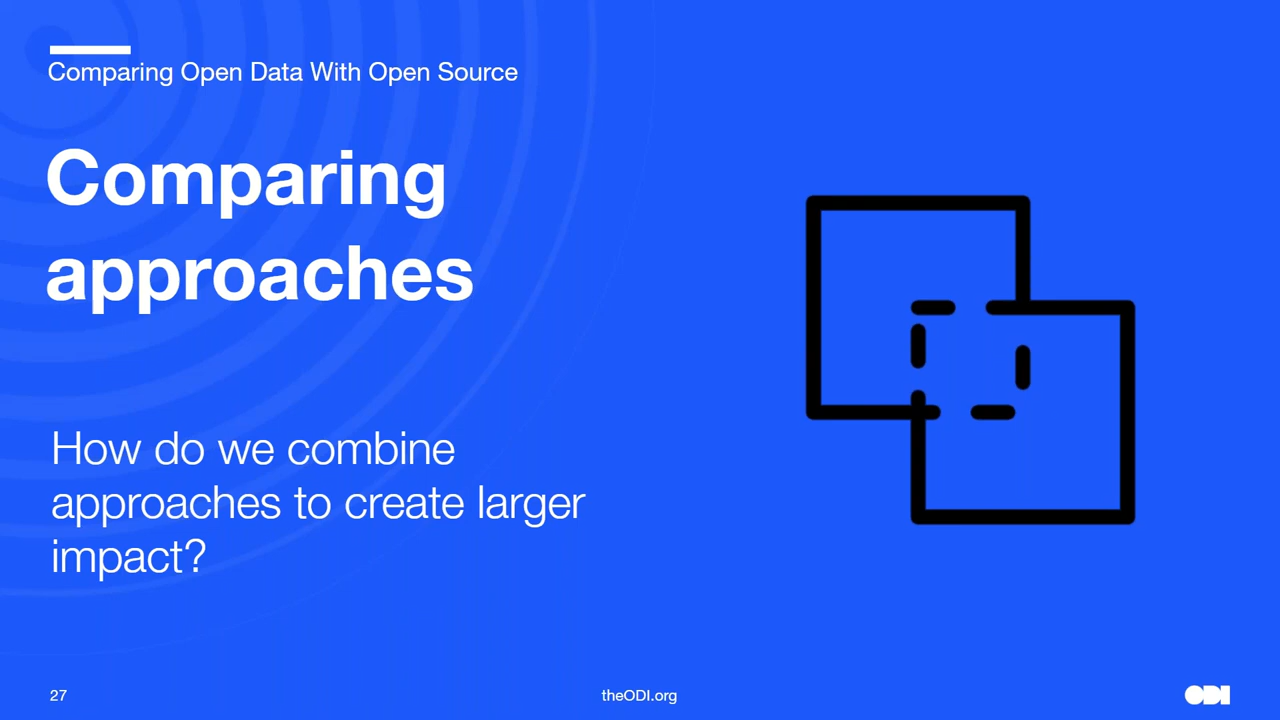 Comparing Open Data With Open Source
Comparing
approaches
How do we combine
approaches to create larger
impact?
27
theODI.org
ODI